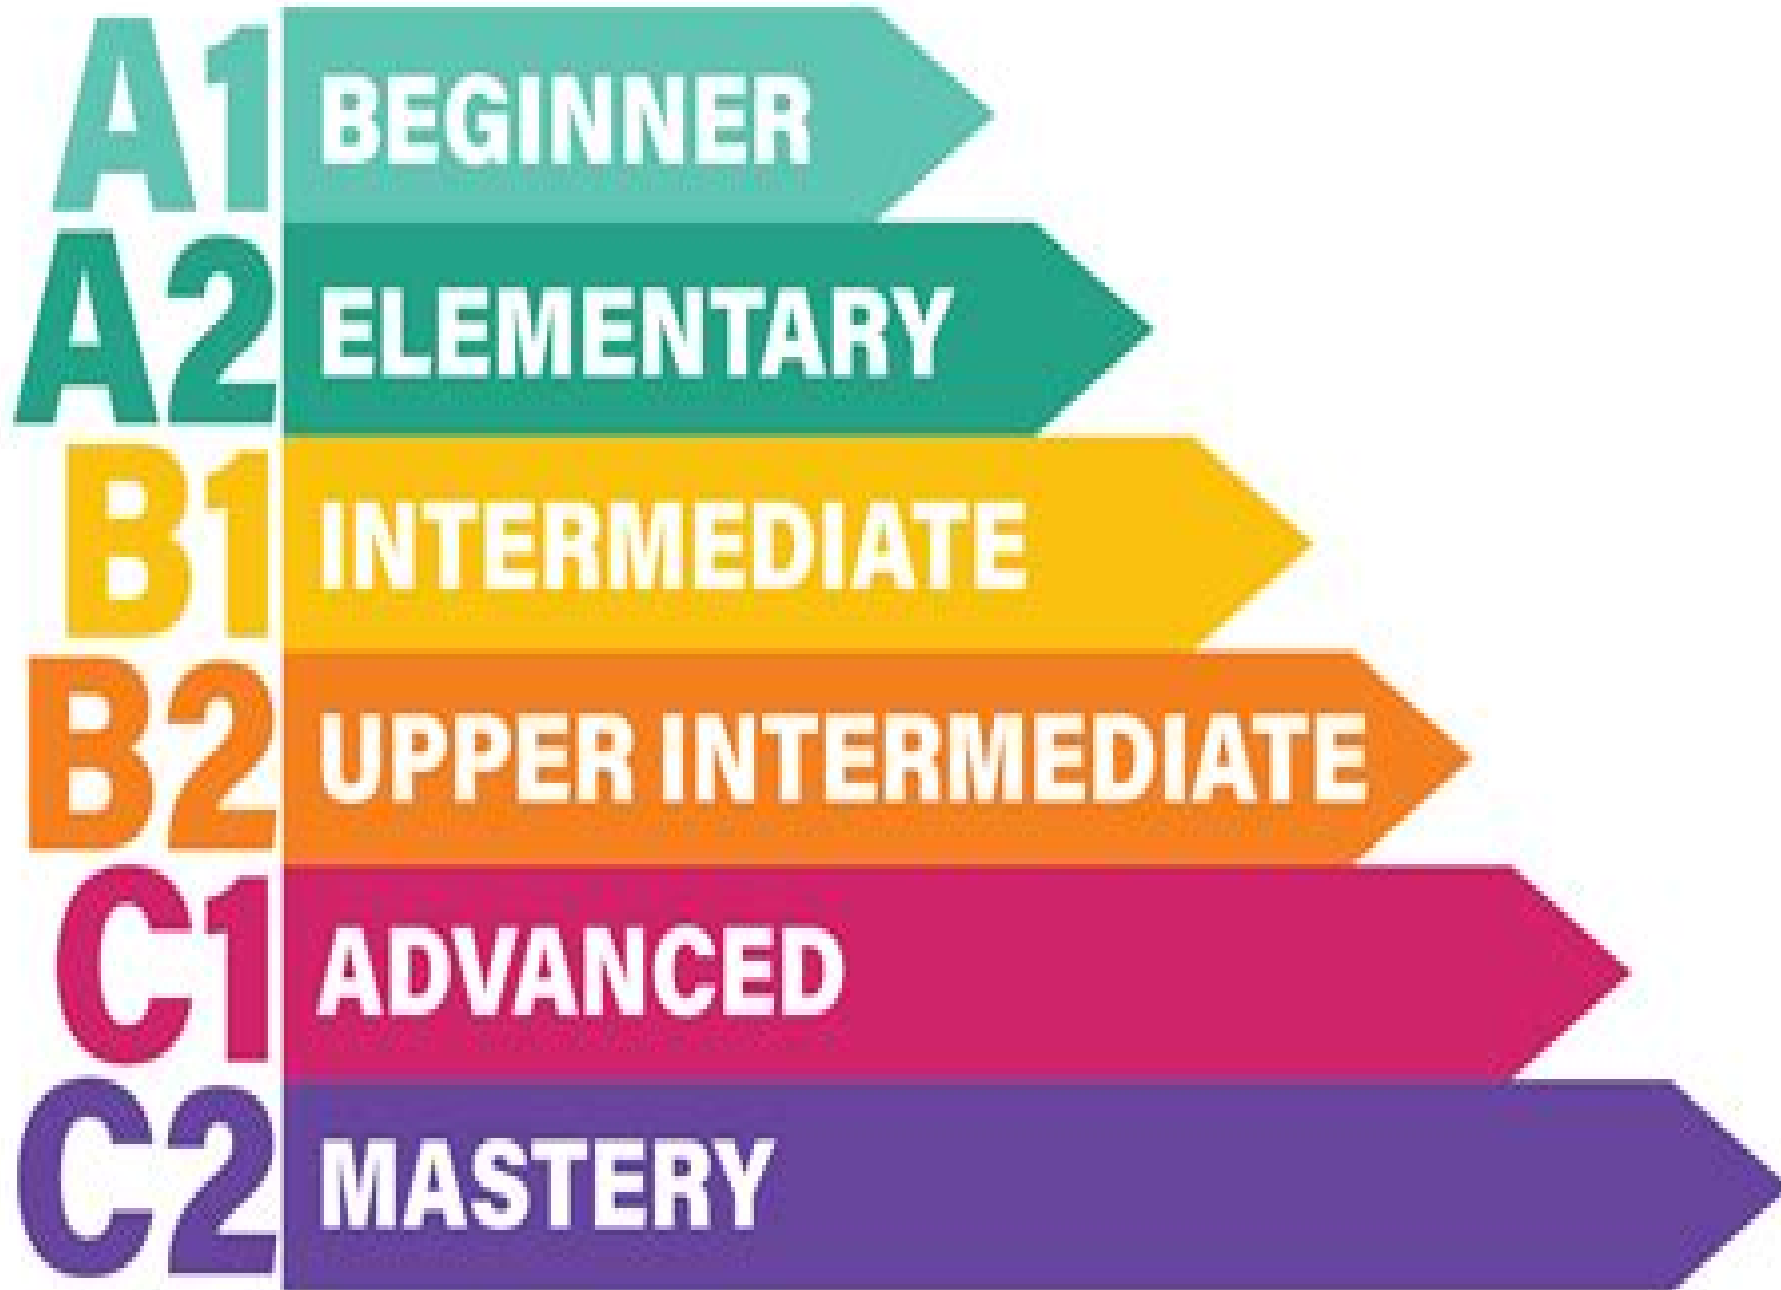 A1 BEGINNER
A2 ELEMENTARY
B1 INTERMEDIATE
B2 UPPER INTERMEDIATE
C1 ADVANCED
C2 MASTERY